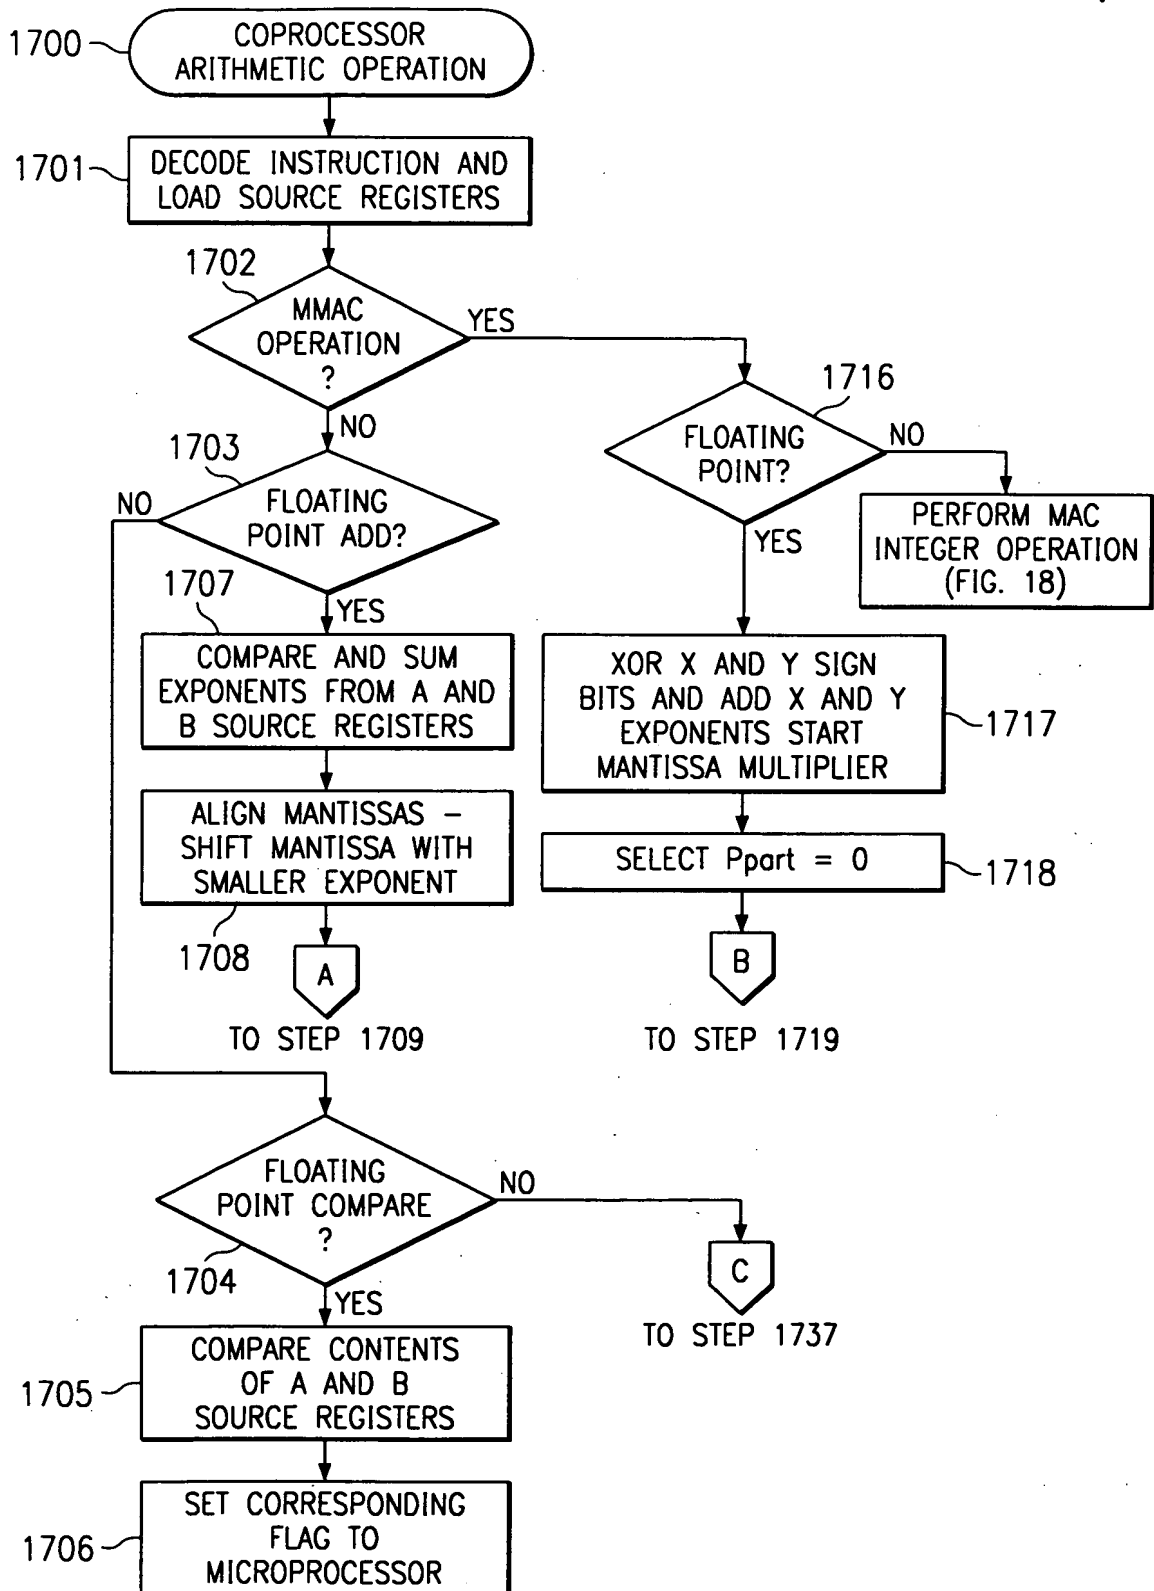 1700
COPROCESSOR
ARITHMETIC OPERATION
1701
DECODE INSTRUCTION AND
LOAD SOURCE REGISTERS
1702
MMAC
OPERATION
?
YES
NO
1716
FLOATING
POINT?
NO
YES
PERFORM MAC
INTEGER OPERATION
(FIG. 18)
1703
NO
FLOATING
POINT ADD?
YES
1707
COMPARE AND SUM
EXPONENTS FROM A AND
B SOURCE REGISTERS
XOR X AND Y SIGN
BITS AND ADD X AND Y
EXPONENTS START
MANTISSA MULTIPLIER
1717
ALIGN MANTISSAS –
SHIFT MANTISSA WITH
SMALLER EXPONENT
1708
SELECT Ppart = 0
1718
A
TO STEP 1709
B
TO STEP 1719
FLOATING
POINT COMPARE
?
1704
NO
YES
C
TO STEP 1737
1705
COMPARE CONTENTS
OF A AND B
SOURCE REGISTERS
1706
SET CORRESPONDING
FLAG TO
MICROPROCESSOR